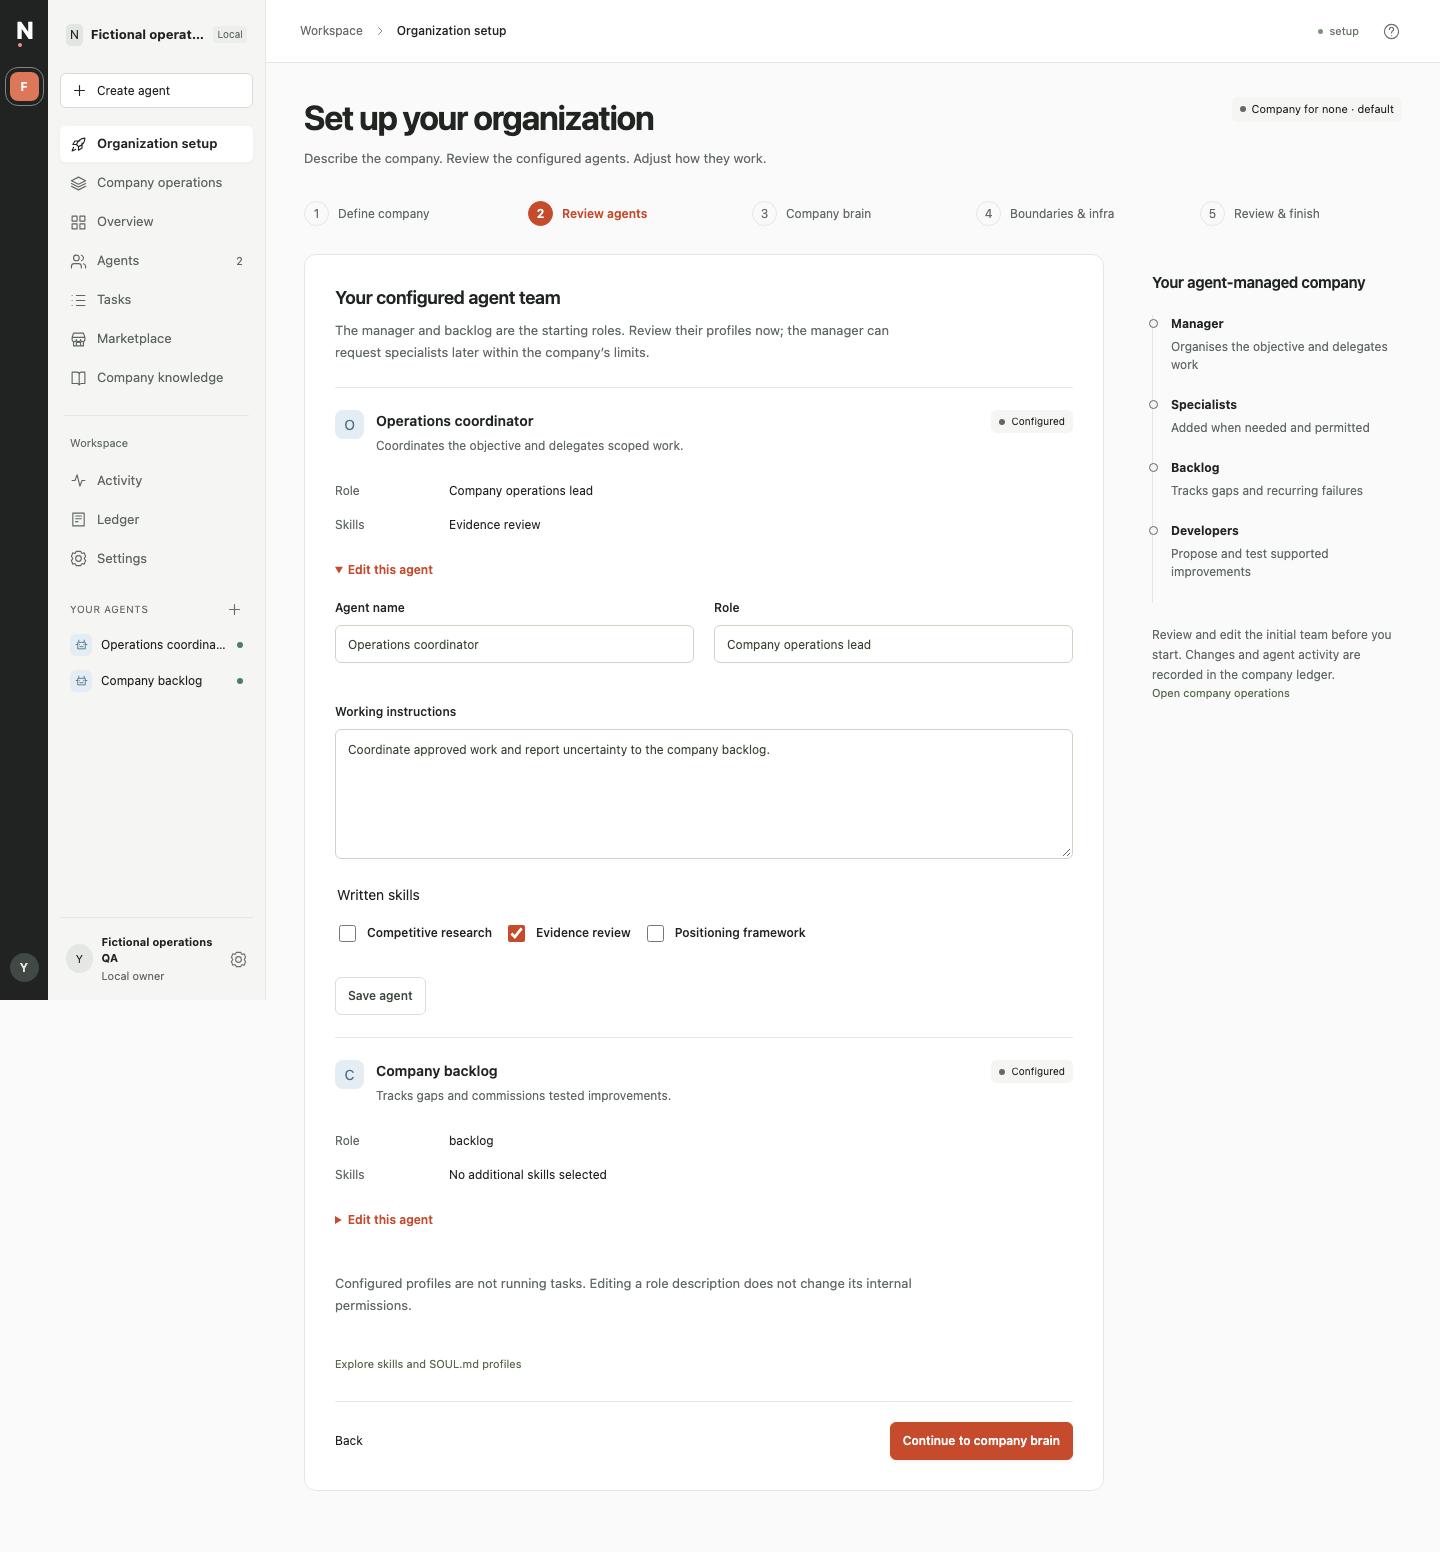 N
F
Y
N
Fictional operat...
Local
Create agent
Organization setup
Company operations
Overview
Agents
2
Tasks
Marketplace
Company knowledge
Workspace
Activity
Ledger
Settings
YOUR AGENTS
Operations coordina...
Company backlog
Y
Fictional operations
QA
Local owner
Workspace
Organization setup
setup
?
Set up your organization
Describe the company. Review the configured agents. Adjust how they work.
Company for none · default
1
Define company
2
Review agents
3
Company brain
4
Boundaries & infra
5
Review & finish
Your configured agent team
The manager and backlog are the starting roles. Review their profiles now; the manager can
request specialists later within the company's limits.
O
Operations coordinator
Coordinates the objective and delegates scoped work.
Configured
Role
Company operations lead
Skills
Evidence review
Edit this agent
Agent name
Role
Operations coordinator
Company operations lead
Working instructions
Coordinate approved work and report uncertainty to the company backlog.
Written skills
Competitive research
Evidence review
Positioning framework
Save agent
C
Company backlog
Tracks gaps and commissions tested improvements.
Configured
Role
backlog
Skills
No additional skills selected
Edit this agent
Configured profiles are not running tasks. Editing a role description does not change its internal
permissions.
Explore skills and SOUL.md profiles
Back
Continue to company brain
Your agent-managed company
Manager
Organises the objective and delegates
work
Specialists
Added when needed and permitted
Backlog
Tracks gaps and recurring failures
Developers
Propose and test supported
improvements
Review and edit the initial team before you
start. Changes and agent activity are
recorded in the company ledger.
Open company operations